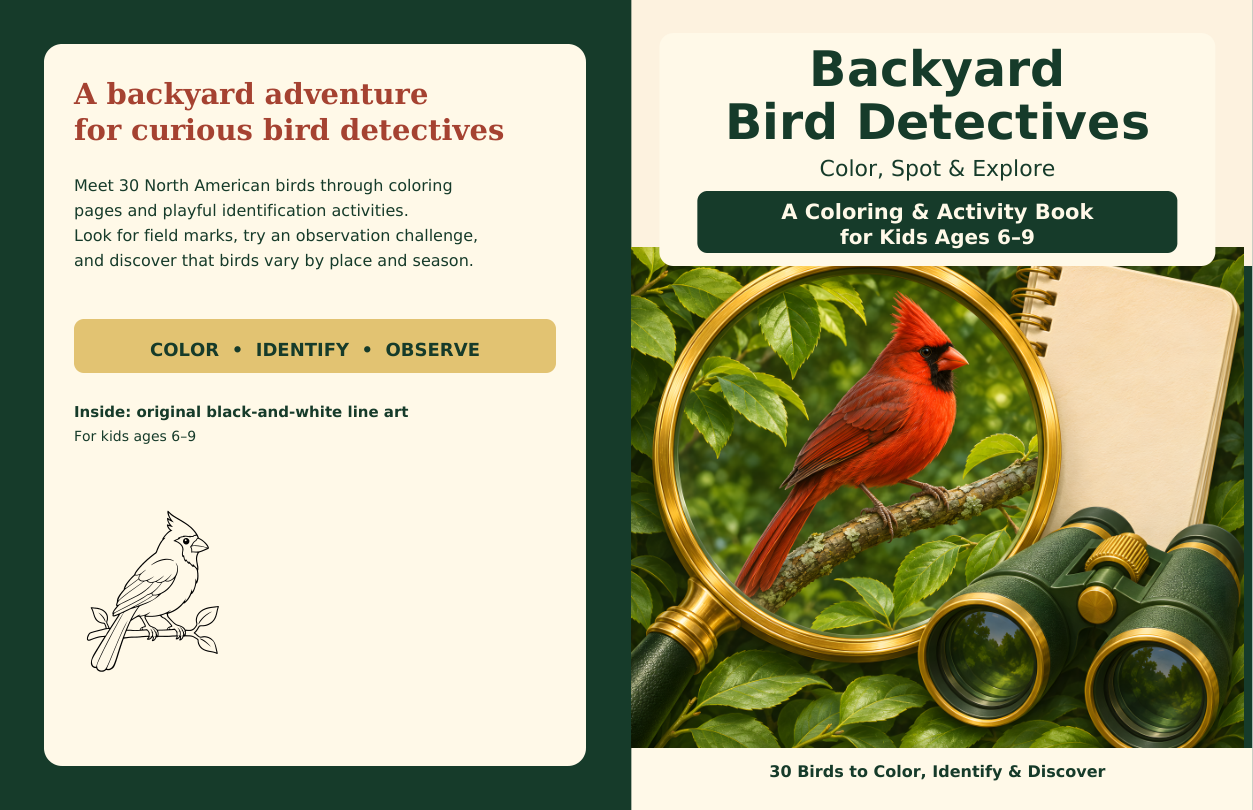 A backyard adventure
for curious bird detectives
Meet 30 North American birds through coloring
pages and playful identification activities.
Look for field marks, try an observation challenge,
and discover that birds vary by place and season.
COLOR • IDENTIFY • OBSERVE
Inside: original black-and-white line art
For kids ages 6–9
Backyard
Bird Detectives
Color, Spot & Explore
A Coloring & Activity Book
for Kids Ages 6–9
30 Birds to Color, Identify & Discover